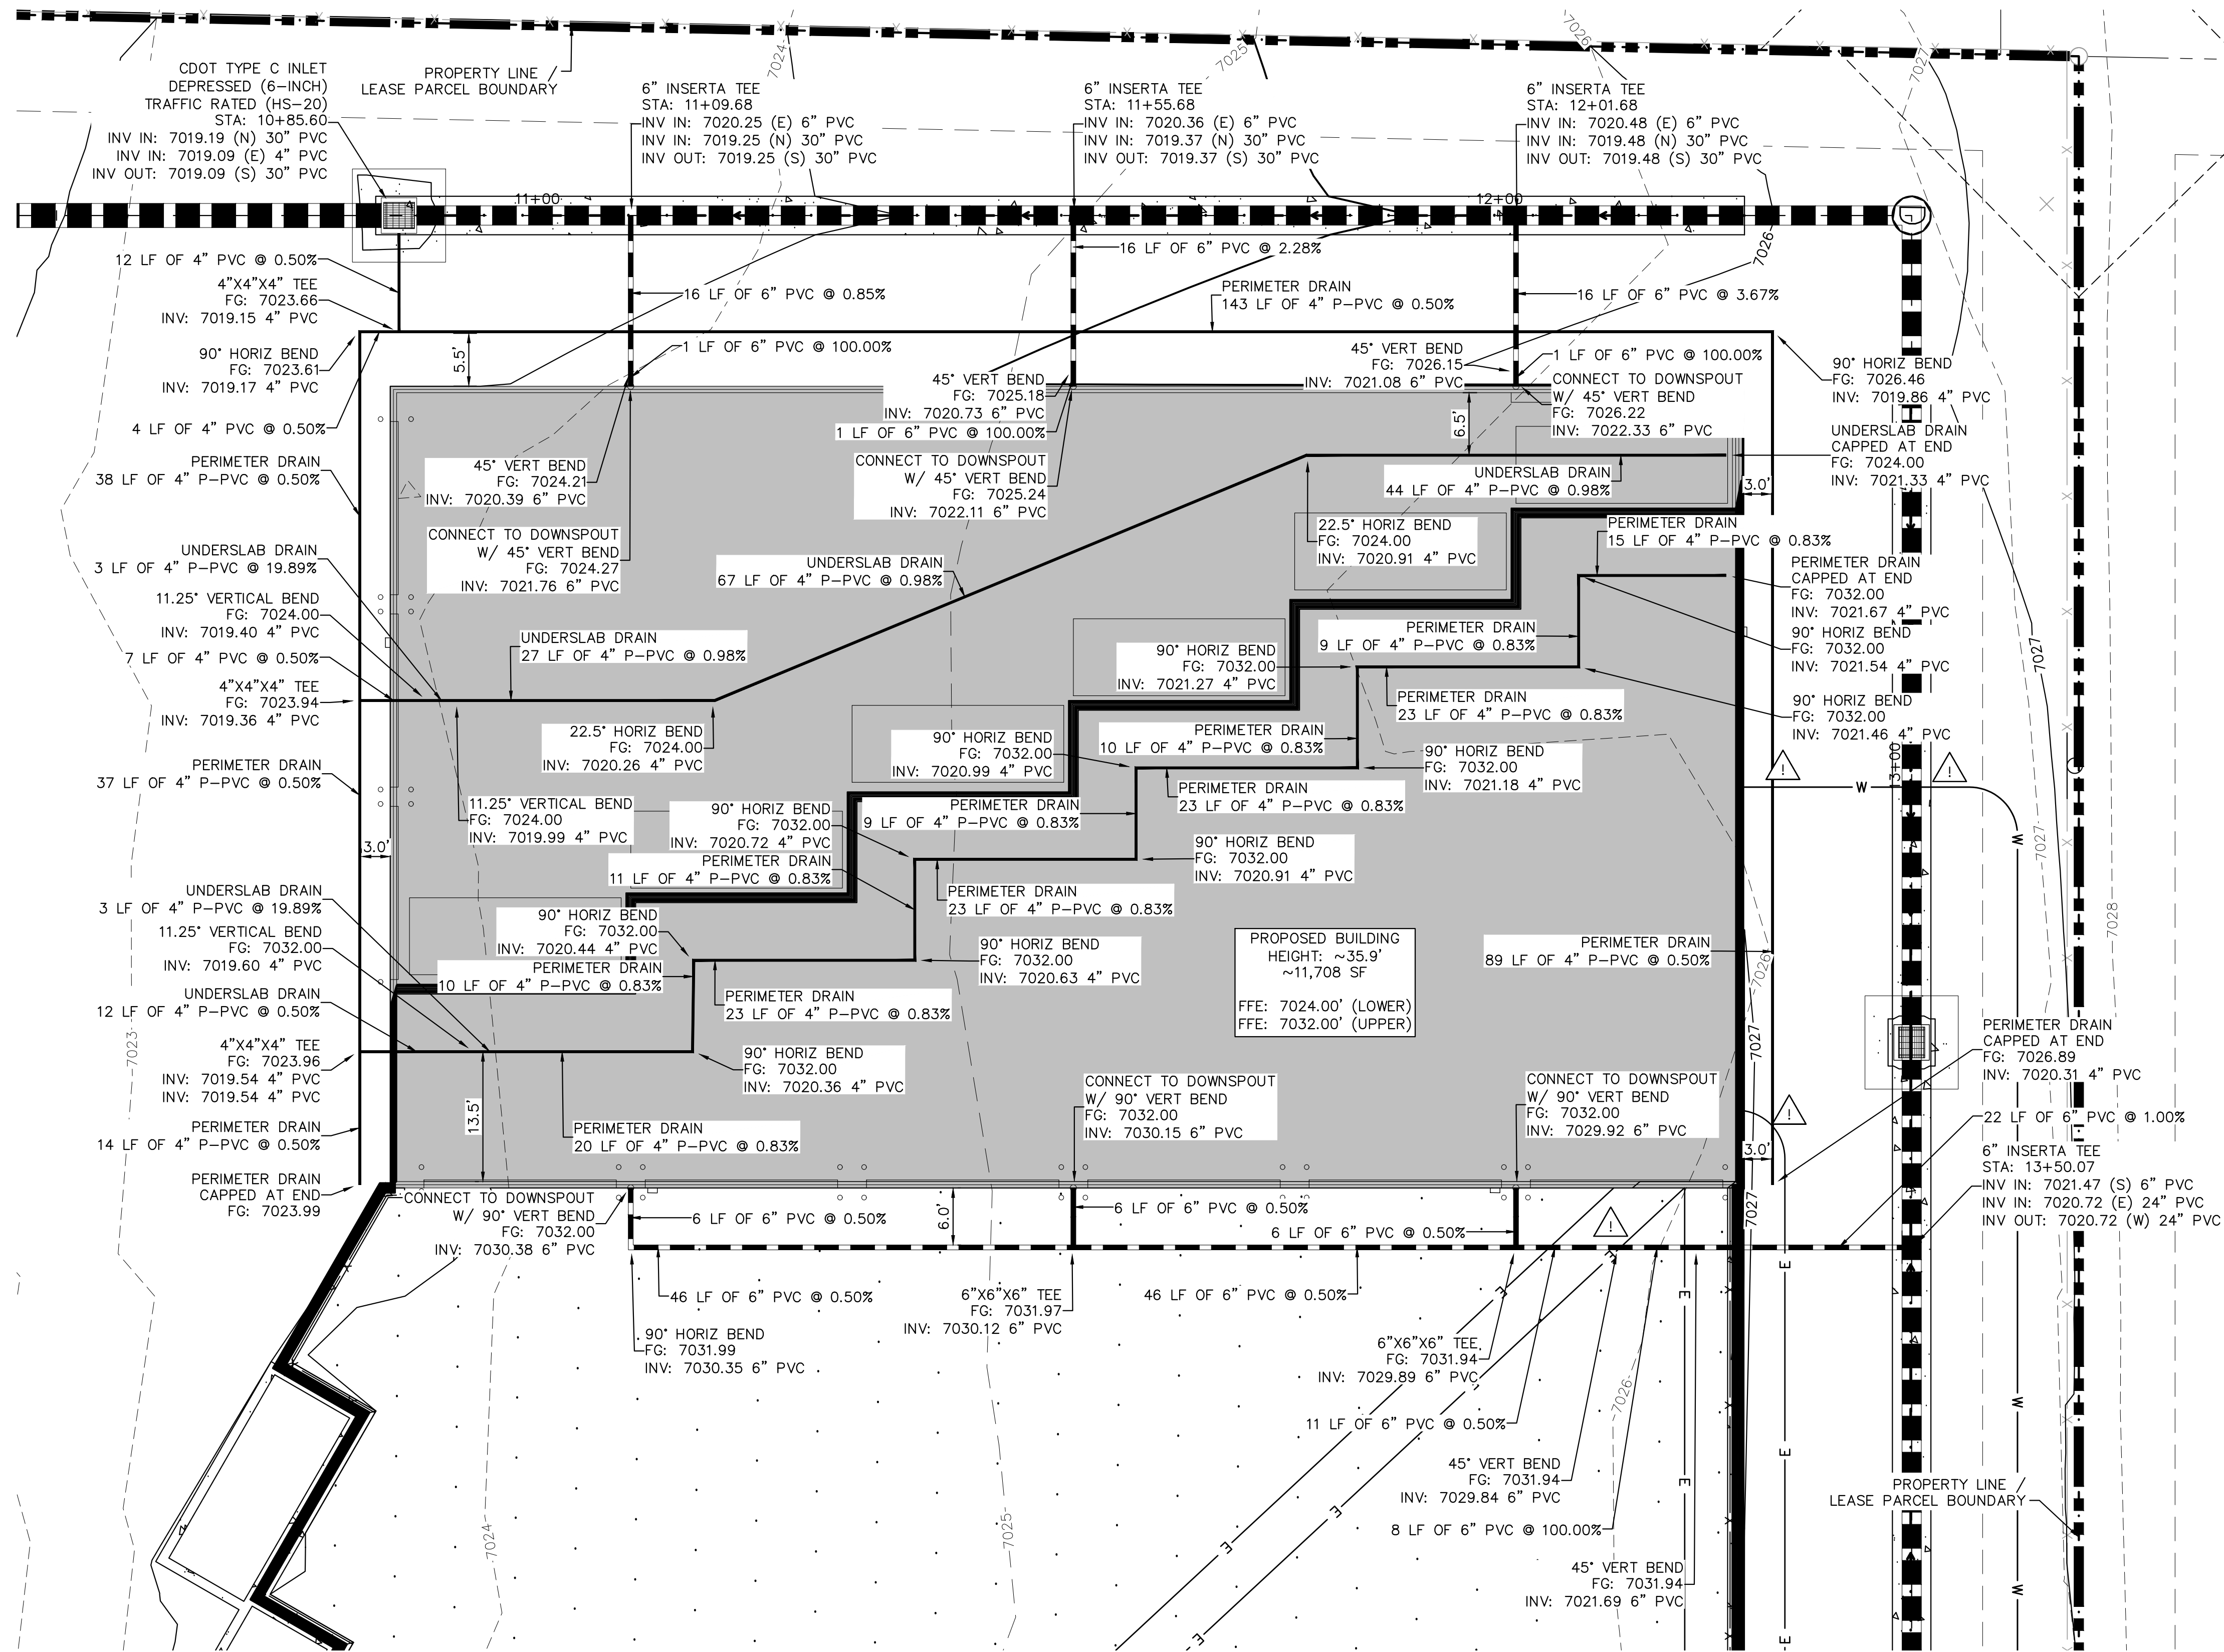 CDOT TYPE C INLET
DEPRESSED (6-INCH)
TRAFFIC RATED (HS-20)
STA: 10+85.60
INV IN: 7019.19 (N) 30" PVC
INV IN: 7019.09 (E) 4" PVC
INV OUT: 7019.09 (S) 30" PVC
PROPERTY LINE /
LEASE PARCEL BOUNDARY
6" INSERTA TEE
STA: 11+09.68
INV IN: 7020.25 (E) 6" PVC
INV IN: 7019.25 (N) 30" PVC
INV OUT: 7019.25 (S) 30" PVC
7024
7025
6" INSERTA TEE
STA: 11+55.68
INV IN: 7020.36 (E) 6" PVC
INV IN: 7019.37 (N) 30" PVC
INV OUT: 7019.37 (S) 30" PVC
7026
6" INSERTA TEE
STA: 12+01.68
INV IN: 7020.48 (E) 6" PVC
INV IN: 7019.48 (N) 30" PVC
INV OUT: 7019.48 (S) 30" PVC
7027
11+00
12+00
7026
12 LF OF 4" PVC @ 0.50%
4"X4"X4" TEE
FG: 7023.66
INV: 7019.15 4" PVC
90° HORIZ BEND
FG: 7023.61
INV: 7019.17 4" PVC
4 LF OF 4" PVC @ 0.50%
PERIMETER DRAIN
38 LF OF 4" P-PVC @ 0.50%
UNDERSLAB DRAIN
3 LF OF 4" P-PVC @ 19.89%
11.25° VERTICAL BEND
FG: 7024.00
INV: 7019.40 4" PVC
7 LF OF 4" PVC @ 0.50%
4"X4"X4" TEE
FG: 7023.94
INV: 7019.36 4" PVC
PERIMETER DRAIN
37 LF OF 4" P-PVC @ 0.50%
3.0'
UNDERSLAB DRAIN
3 LF OF 4" P-PVC @ 19.89%
11.25° VERTICAL BEND
FG: 7032.00
INV: 7019.60 4" PVC
UNDERSLAB DRAIN
12 LF OF 4" P-PVC @ 0.50%
4"X4"X4" TEE
FG: 7023.96
INV: 7019.54 4" PVC
INV: 7019.54 4" PVC
PERIMETER DRAIN
14 LF OF 4" P-PVC @ 0.50%
PERIMETER DRAIN
CAPPED AT END
FG: 7023.99
7023
16 LF OF 6" PVC @ 0.85%
16 LF OF 6" PVC @ 2.28%
PERIMETER DRAIN
143 LF OF 4" P-PVC @ 0.50%
16 LF OF 6" PVC @ 3.67%
5.5'
1 LF OF 6" PVC @ 100.00%
45° VERT BEND
FG: 7025.18
INV: 7020.73 6" PVC
1 LF OF 6" PVC @ 100.00%
45° VERT BEND
FG: 7026.15
INV: 7021.08 6" PVC
1 LF OF 6" PVC @ 100.00%
CONNECT TO DOWNSPOUT
W/ 45° VERT BEND
FG: 7026.22
INV: 7022.33 6" PVC
6.5'
90° HORIZ BEND
FG: 7026.46
INV: 7019.86 4" PVC
UNDERSLAB DRAIN
CAPPED AT END
FG: 7024.00
INV: 7021.33 4" PVC
3.0'
45° VERT BEND
FG: 7024.21
INV: 7020.39 6" PVC
CONNECT TO DOWNSPOUT
W/ 45° VERT BEND
FG: 7025.24
INV: 7022.11 6" PVC
UNDERSLAB DRAIN
44 LF OF 4" P-PVC @ 0.98%
CONNECT TO DOWNSPOUT
W/ 45° VERT BEND
FG: 7024.27
INV: 7021.76 6" PVC
UNDERSLAB DRAIN
67 LF OF 4" P-PVC @ 0.98%
22.5° HORIZ BEND
FG: 7024.00
INV: 7020.91 4" PVC
PERIMETER DRAIN
15 LF OF 4" P-PVC @ 0.83%
PERIMETER DRAIN
CAPPED AT END
FG: 7032.00
INV: 7021.67 4" PVC
90° HORIZ BEND
FG: 7032.00
INV: 7021.54 4" PVC
90° HORIZ BEND
FG: 7032.00
INV: 7021.46 4" PVC
UNDERSLAB DRAIN
27 LF OF 4" P-PVC @ 0.98%
90° HORIZ BEND
FG: 7032.00
INV: 7021.27 4" PVC
PERIMETER DRAIN
9 LF OF 4" P-PVC @ 0.83%
PERIMETER DRAIN
23 LF OF 4" P-PVC @ 0.83%
22.5° HORIZ BEND
FG: 7024.00
INV: 7020.26 4" PVC
90° HORIZ BEND
FG: 7032.00
INV: 7020.99 4" PVC
PERIMETER DRAIN
10 LF OF 4" P-PVC @ 0.83%
90° HORIZ BEND
FG: 7032.00
INV: 7021.18 4" PVC
11.25° VERTICAL BEND
FG: 7024.00
INV: 7019.99 4" PVC
90° HORIZ BEND
FG: 7032.00
INV: 7020.72 4" PVC
PERIMETER DRAIN
9 LF OF 4" P-PVC @ 0.83%
PERIMETER DRAIN
23 LF OF 4" P-PVC @ 0.83%
PERIMETER DRAIN
11 LF OF 4" P-PVC @ 0.83%
90° HORIZ BEND
FG: 7032.00
INV: 7020.91 4" PVC
PERIMETER DRAIN
23 LF OF 4" P-PVC @ 0.83%
90° HORIZ BEND
FG: 7032.00
INV: 7020.44 4" PVC
PERIMETER DRAIN
10 LF OF 4" P-PVC @ 0.83%
90° HORIZ BEND
FG: 7032.00
INV: 7020.63 4" PVC
PERIMETER DRAIN
23 LF OF 4" P-PVC @ 0.83%
PROPOSED BUILDING
HEIGHT: ~35.9'
~11,708 SF
FFE: 7024.00' (LOWER)
FFE: 7032.00' (UPPER)
PERIMETER DRAIN
89 LF OF 4" P-PVC @ 0.50%
90° HORIZ BEND
FG: 7032.00
INV: 7020.36 4" PVC
13.5'
PERIMETER DRAIN
20 LF OF 4" P-PVC @ 0.83%
CONNECT TO DOWNSPOUT
W/ 90° VERT BEND
FG: 7032.00
INV: 7030.15 6" PVC
CONNECT TO DOWNSPOUT
W/ 90° VERT BEND
FG: 7032.00
INV: 7029.92 6" PVC
3.0'
CONNECT TO DOWNSPOUT
W/ 90° VERT BEND
FG: 7032.00
INV: 7030.38 6" PVC
6 LF OF 6" PVC @ 0.50%
6.0'
6 LF OF 6" PVC @ 0.50%
6 LF OF 6" PVC @ 0.50%
46 LF OF 6" PVC @ 0.50%
90° HORIZ BEND
FG: 7031.99
INV: 7030.35 6" PVC
6"X6"X6" TEE
FG: 7031.97
INV: 7030.12 6" PVC
46 LF OF 6" PVC @ 0.50%
6"X6"X6" TEE
FG: 7031.94
INV: 7029.89 6" PVC
11 LF OF 6" PVC @ 0.50%
45° VERT BEND
FG: 7031.94
INV: 7029.84 6" PVC
8 LF OF 6" PVC @ 100.00%
45° VERT BEND
FG: 7031.94
INV: 7021.69 6" PVC
7024
7025
7026
7026
7027
7027
7027
7027
7028
13+00
!
!
!
!
W
W
W
W
W
E
E
E
E
E
E
E
E
E
E
PERIMETER DRAIN
CAPPED AT END
FG: 7026.89
INV: 7020.31 4" PVC
22 LF OF 6" PVC @ 1.00%
6" INSERTA TEE
STA: 13+50.07
INV IN: 7021.47 (S) 6" PVC
INV IN: 7020.72 (E) 24" PVC
INV OUT: 7020.72 (W) 24" PVC
PROPERTY LINE /
LEASE PARCEL BOUNDARY